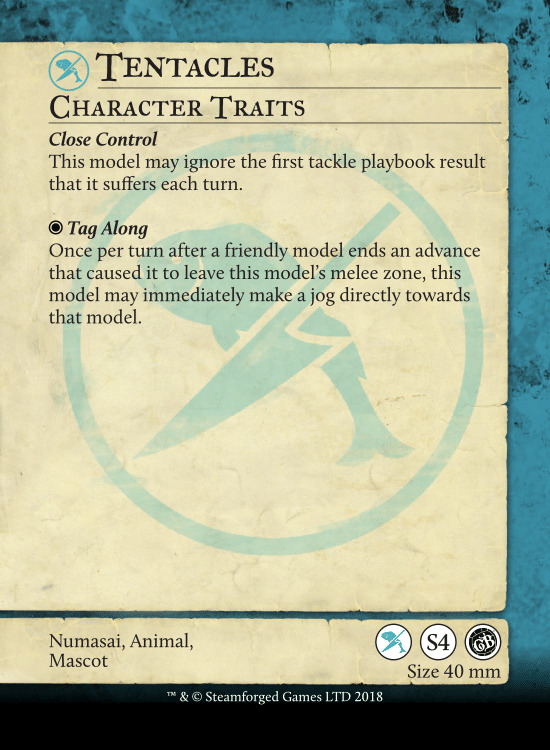 Tentacles
Character Traits
Close Control
This model may ignore the first tackle playbook result
that it suffers each turn.
Tag Along
Once per turn after a friendly model ends an advance
that caused it to leave this model's melee zone, this
model may immediately make a jog directly towards
that model.
Numasai, Animal,
Mascot
S4
GB
Size 40 mm
™ & © Steamforged Games LTD 2018